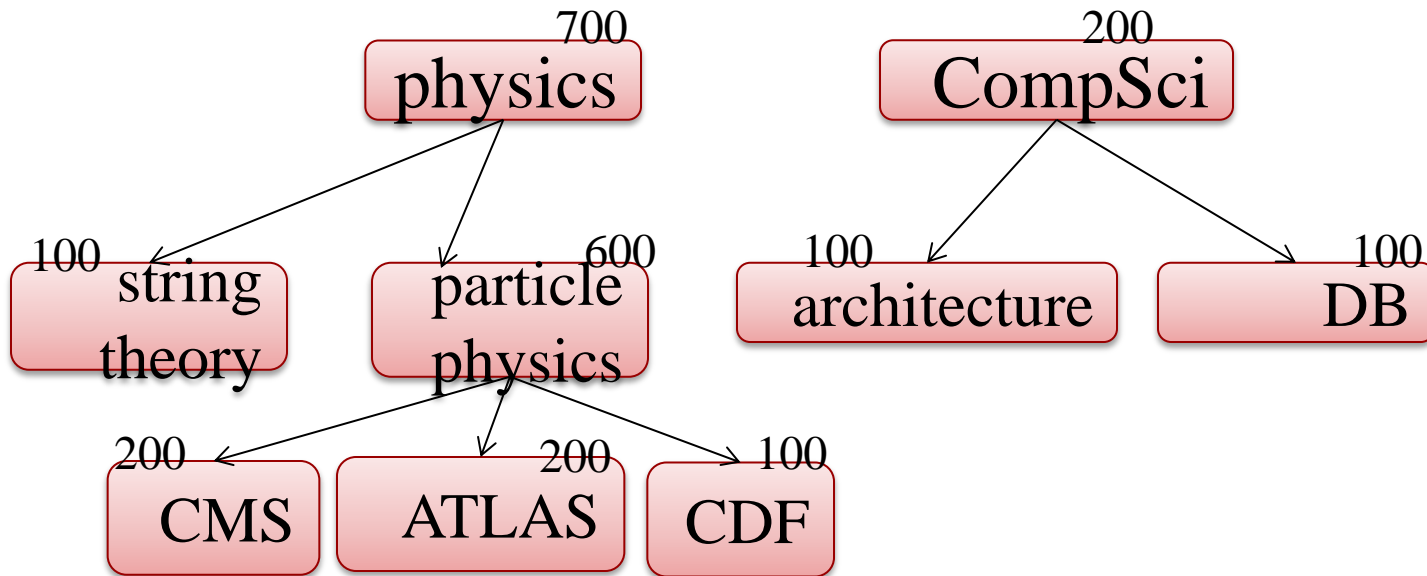 700
physics
200
CompSci
100
string
theory
600
particle
physics
100
architecture
100
DB
200
CMS
200
ATLAS
100
CDF